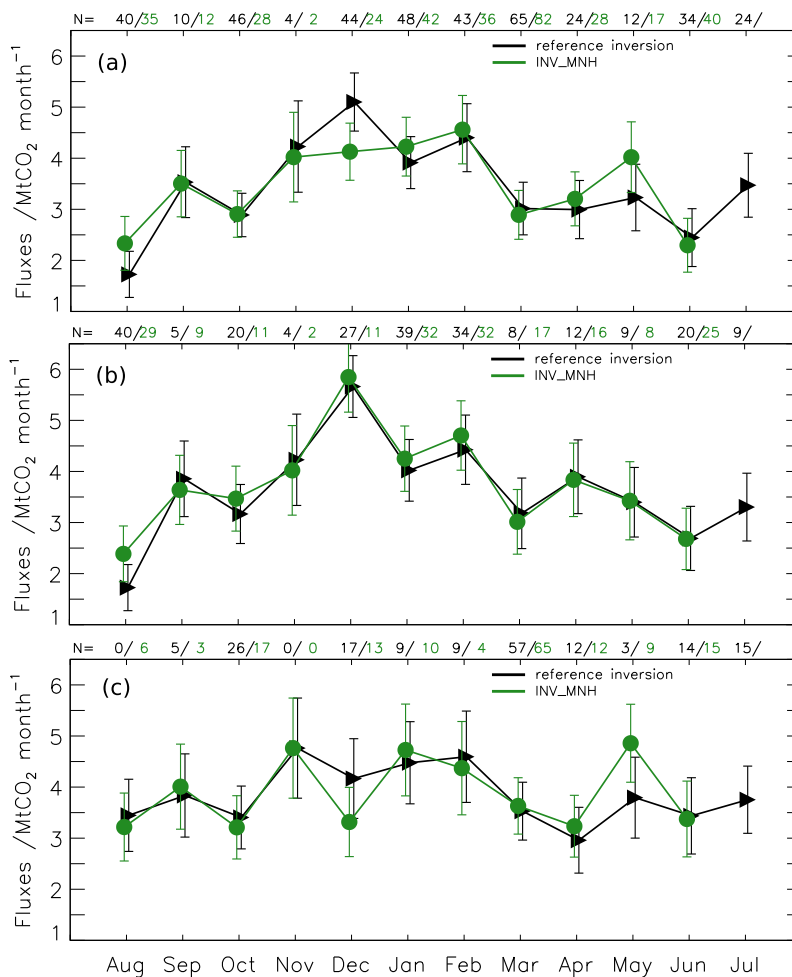 N= 40/35 10/12 46/28 4/ 2 44/24 48/42 43/36 65/82 24/28 12/17 34/40 24/
(a)
reference inversion
INV_MNH
6
5
4
3
2
1
Fluxes /MtCO₂ month⁻¹
N= 40/29 5/ 9 20/11 4/ 2 27/11 39/32 34/32 8/ 17 12/16 9/ 8 20/25 9/
(b)
reference inversion
INV_MNH
6
5
4
3
2
1
Fluxes /MtCO₂ month⁻¹
N= 0/ 6 5/ 3 26/17 0/ 0 17/13 9/ 10 9/ 4 57/65 12/12 3/ 9 14/15 15/
(c)
reference inversion
INV_MNH
6
5
4
3
2
1
Fluxes /MtCO₂ month⁻¹
Aug Sep Oct Nov Dec Jan Feb Mar Apr May Jun Jul